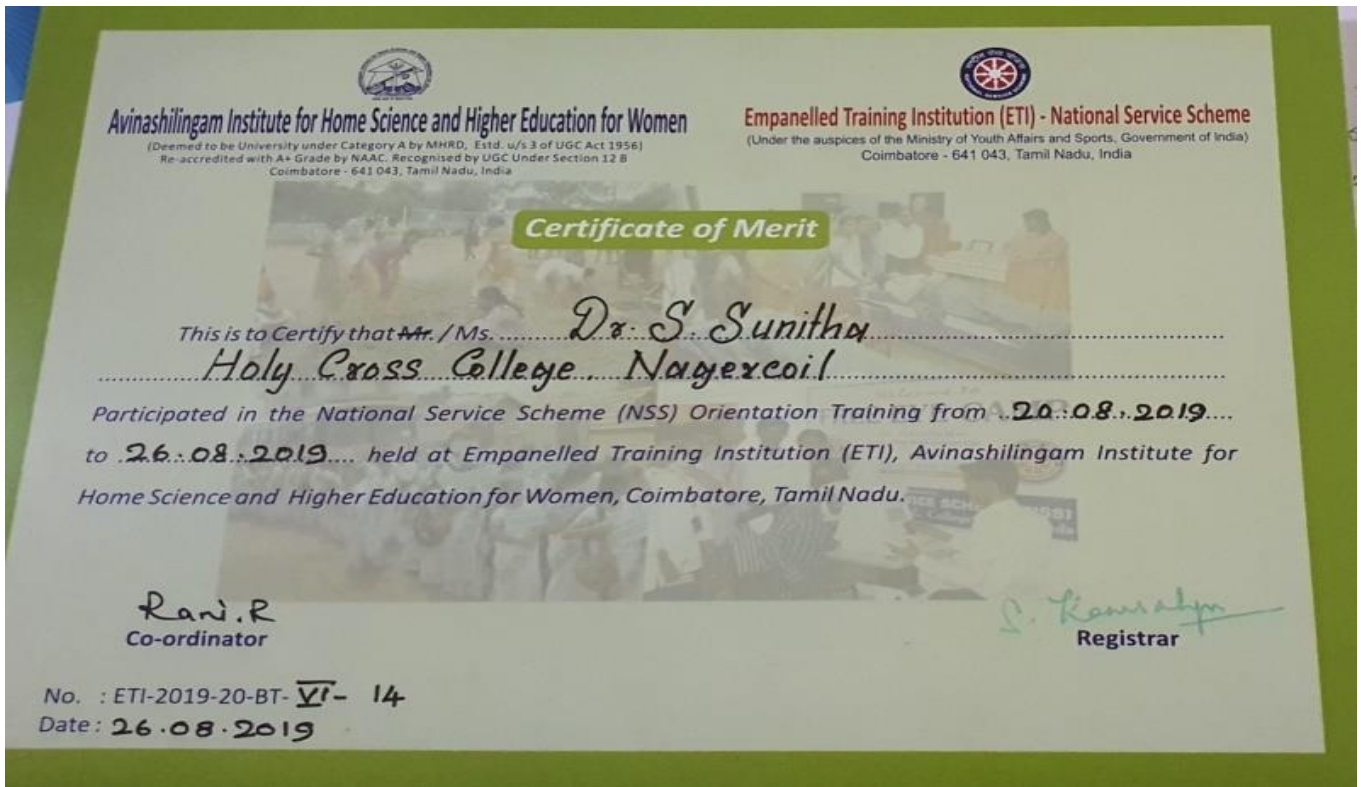 Avinashilingam Institute for Home Science and Higher Education for Women
(Deemed to be University under Category A by MHRD, Estd. u/s 3 of UGC Act 1956)
Re-accredited with A+ Grade by NAAC. Recognised by UGC Under Section 12 B
Coimbatore - 641 043, Tamil Nadu, India
Empanelled Training Institution (ETI) - National Service Scheme
(Under the auspices of the Ministry of Youth Affairs and Sports, Government of India)
Coimbatore - 641 043, Tamil Nadu, India
Certificate of Merit
This is to Certify that Mr. / Ms. Dr. S. Sunitha
Holy Cross College, Nagercoil
Participated in the National Service Scheme (NSS) Orientation Training from 20.08.2019
to 26.08.2019 held at Empanelled Training Institution (ETI), Avinashilingam Institute for
Home Science and Higher Education for Women, Coimbatore, Tamil Nadu.
Rani.R
Co-ordinator
Registrar
No. : ETI-2019-20-BT-VI- 14
Date : 26.08.2019